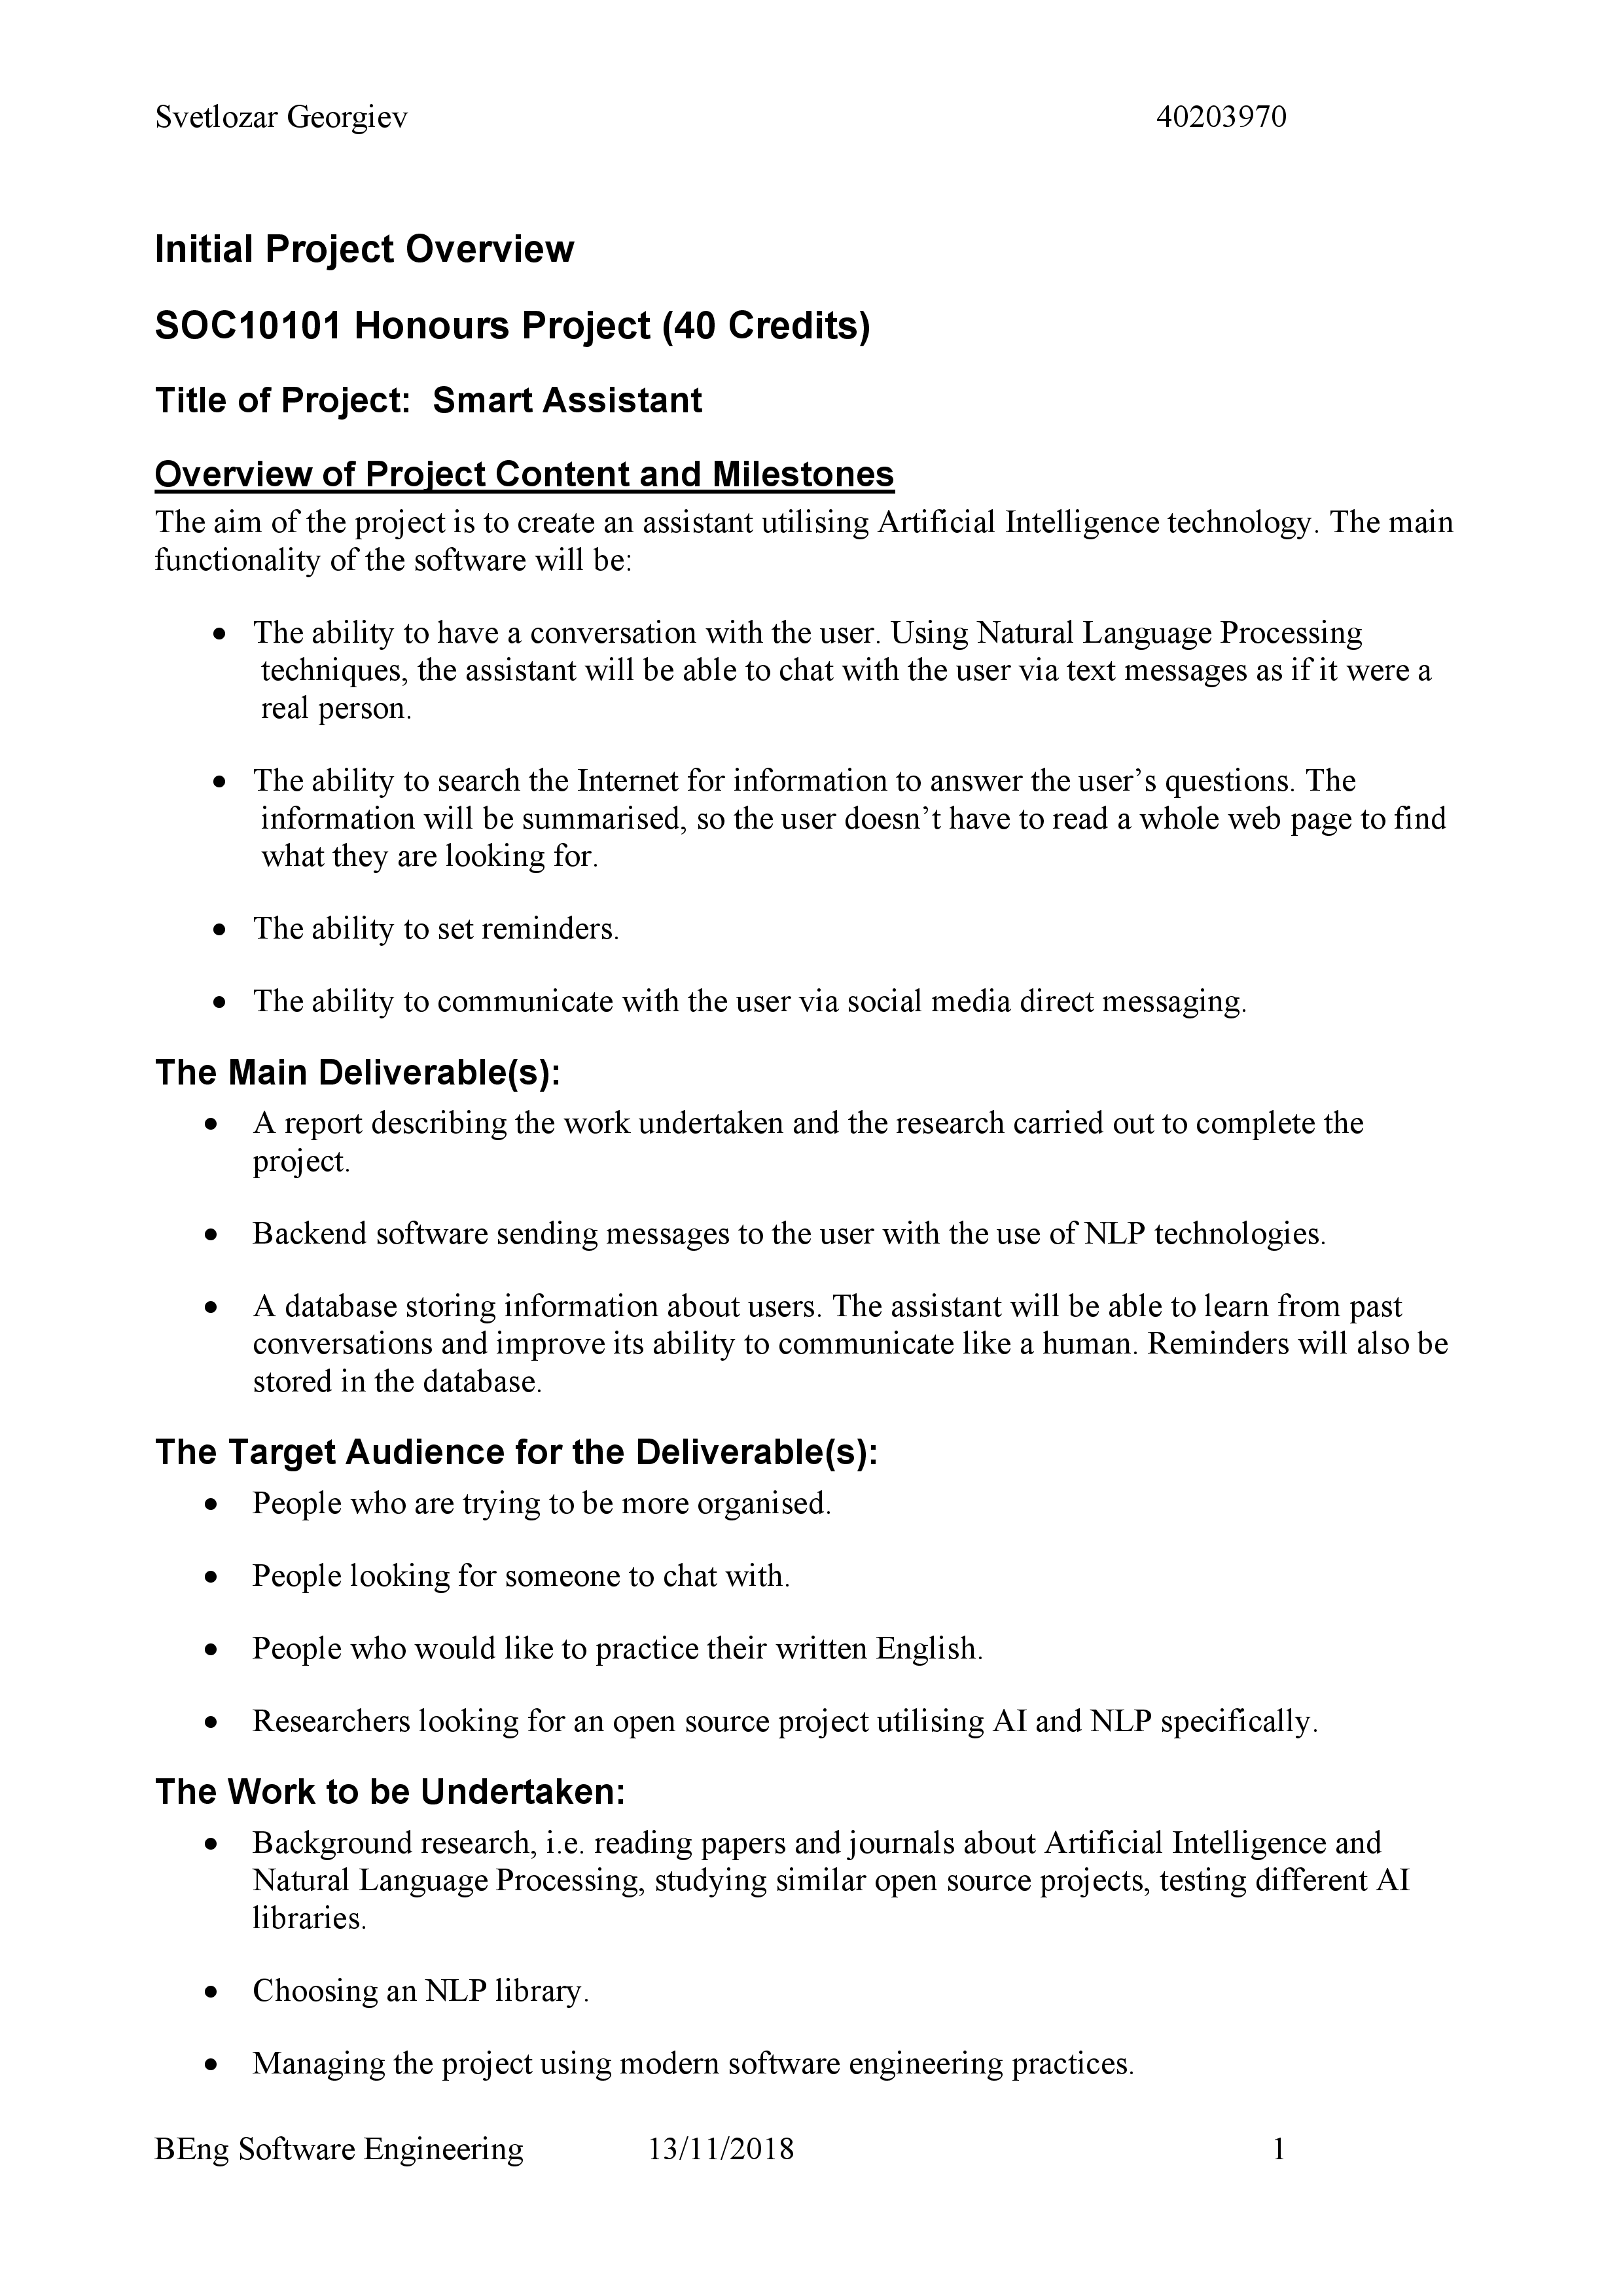 Svetlozar Georgiev 40203970
Initial Project Overview
SOC10101 Honours Project (40 Credits)
Title of Project:  Smart Assistant
Overview of Project Content and Milestones
The aim of the project is to create an assistant utilising Artificial Intelligence technology. The main
functionality of the software will be:
• The ability to have a conversation with the user. Using Natural Language Processing
techniques, the assistant will be able to chat with the user via text messages as if it were a
real person.
• The ability to search the Internet for information to answer the user’s questions. The
information will be summarised, so the user doesn’t have to read a whole web page to find
what they are looking for.
• The ability to set reminders.
• The ability to communicate with the user via social media direct messaging.
The Main Deliverable(s):
• A report describing the work undertaken and the research carried out to complete the
project.
• Backend software sending messages to the user with the use of NLP technologies.
• A database storing information about users. The assistant will be able to learn from past
conversations and improve its ability to communicate like a human. Reminders will also be
stored in the database.
The Target Audience for the Deliverable(s):
• People who are trying to be more organised.
• People looking for someone to chat with.
• People who would like to practice their written English.
• Researchers looking for an open source project utilising AI and NLP specifically.
The Work to be Undertaken:
• Background research, i.e. reading papers and journals about Artificial Intelligence and
Natural Language Processing, studying similar open source projects, testing different AI
libraries.
• Choosing an NLP library.
• Managing the project using modern software engineering practices.
BEng Software Engineering 13/11/2018 1